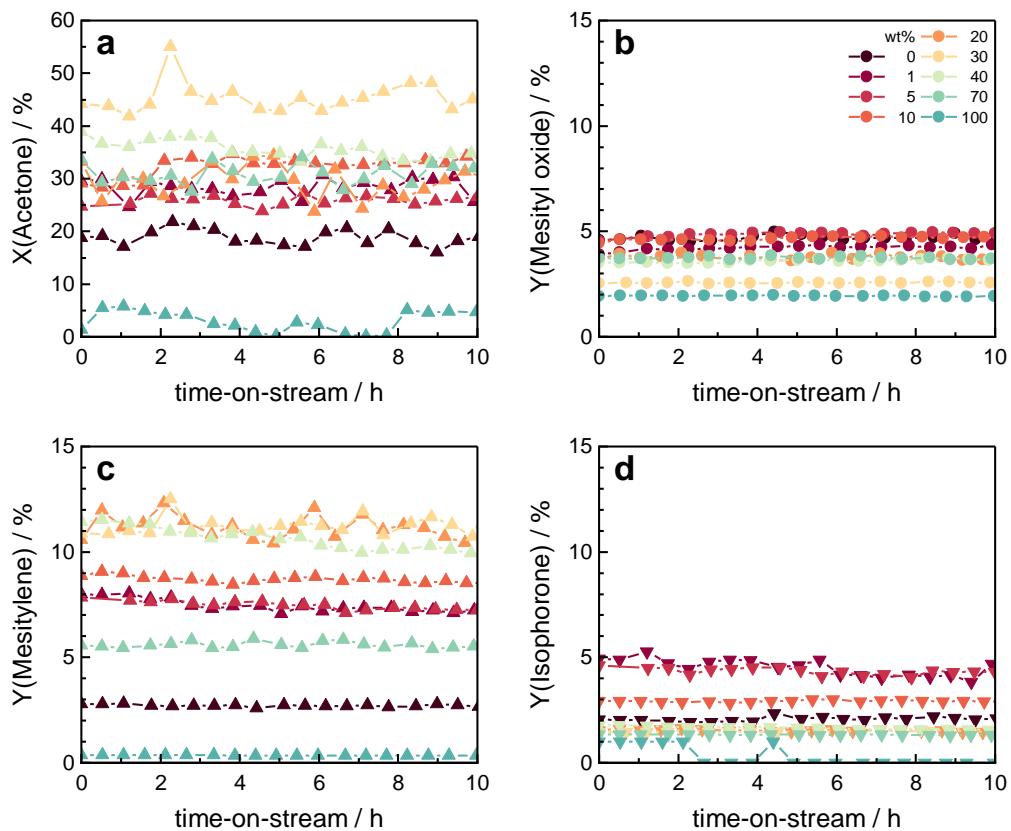 a
X(Acetone) / %
60
50
40
30
20
10
0
0 2 4 6 8 10
time-on-stream / h
b
Y(Mesityl oxide) / %
15
10
5
0
wt% 20
0 30
1 40
5 70
10 100
0 2 4 6 8 10
time-on-stream / h
c
Y(Mesitylene) / %
15
10
5
0
0 2 4 6 8 10
time-on-stream / h
d
Y(Isophorone) / %
15
10
5
0
0 2 4 6 8 10
time-on-stream / h